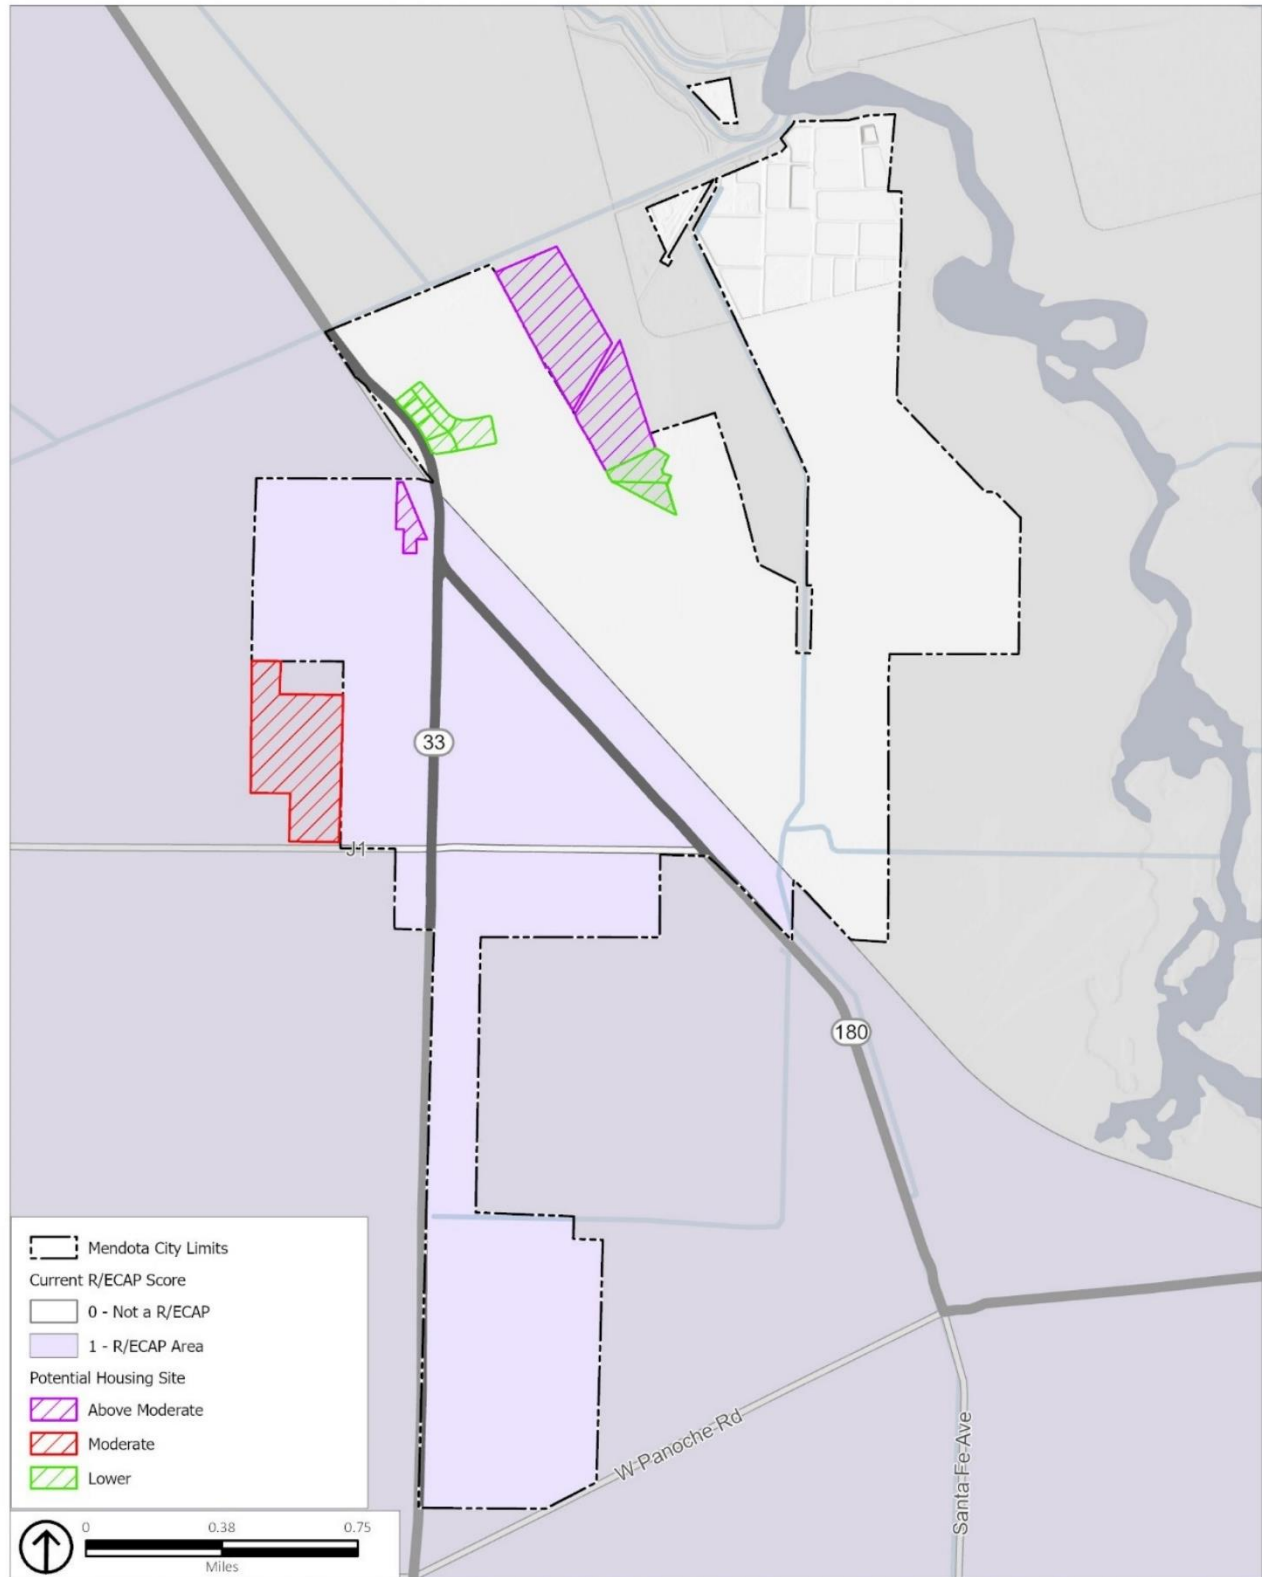 33
J1
180
W Panoche Rd
Santa Fe Ave
Mendota City Limits
Current R/ECAP Score
0 - Not a R/ECAP
1 - R/ECAP Area
Potential Housing Site
Above Moderate
Moderate
Lower
0 0.38 0.75
Miles